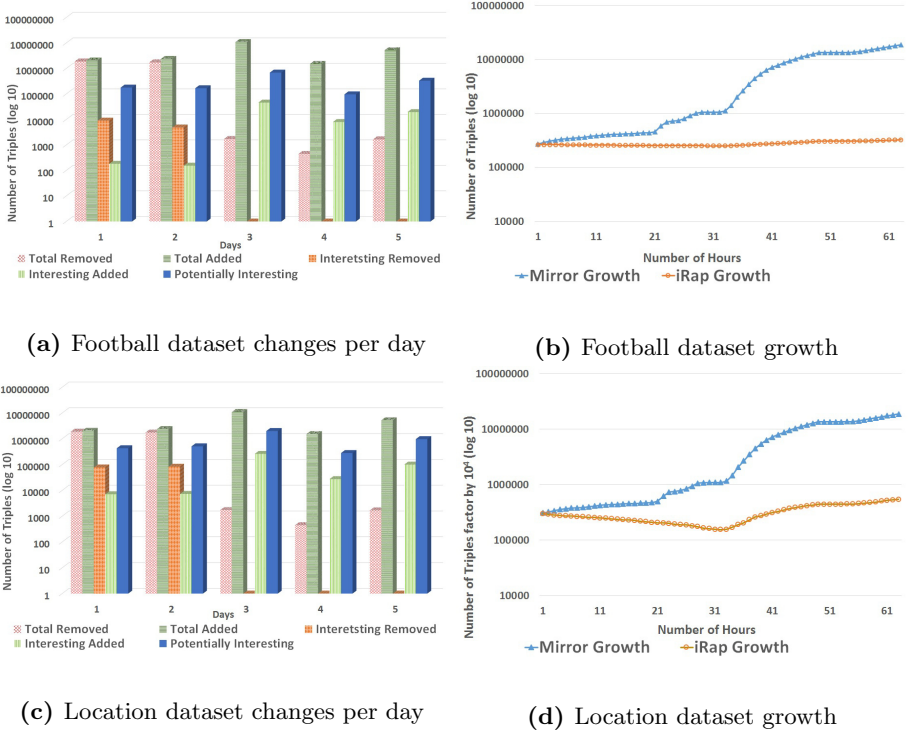 100000000
10000000
1000000
100000
10000
1000
100
10
1
Number of Triples (log 10)
1 2 3 4 5
Days
Total Removed Total Added Interetsting Removed
Interesting Added Potentially Interesting
(a) Football dataset changes per day
100000000
10000000
1000000
100000
10000
Number of Triples (log 10)
1 11 21 31 41 51 61
Number of Hours
Mirror Growth iRap Growth
(b) Football dataset growth
100000000
10000000
1000000
100000
10000
1000
100
10
1
Number of Triples (log 10)
1 2 3 4 5
Days
Total Removed Total Added Interetsting Removed
Interesting Added Potentially Interesting
(c) Location dataset changes per day
100000000
10000000
1000000
100000
10000
Number of Triples factor by 10⁴ (log 10)
1 11 21 31 41 51 61
Number of Hours
Mirror Growth iRap Growth
(d) Location dataset growth